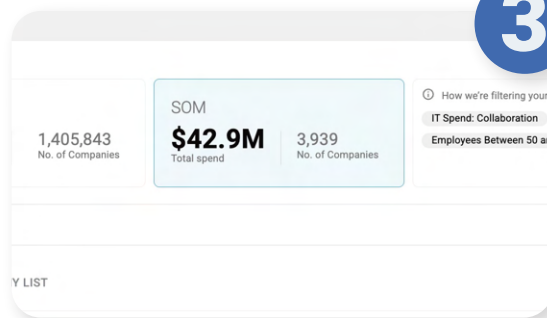 3
SOM
$42.9M
Total spend
3,939
No. of Companies
1,405,843
No. of Companies
How we're filtering your
IT Spend: Collaboration
Employees Between 50
Y LIST